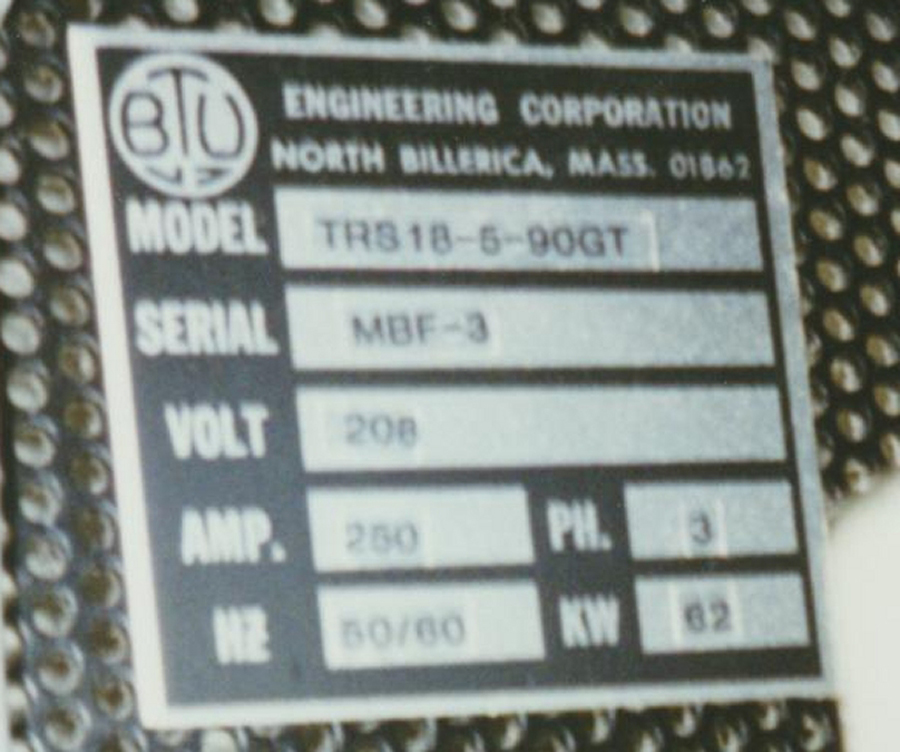 BTU
ENGINEERING CORPORATION
NORTH BILLERICA, MASS. 01862
MODEL TRS18-5-90GT
SERIAL MBF-3
VOLT 208
AMP. 250 PH. 3
HZ 50/60 KW 62